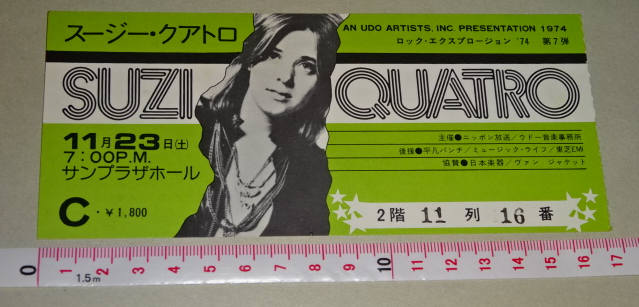 スージー・クアトロ
AN UDO ARTISTS, INC. PRESENTATION 1974
ロック・エクスプロージョン '74 第7弾
SUZI QUATRO
11月23日(土)
7:00P.M.
サンプラザホール
C・￥1,800
主催●ニッポン放送/ウドー音楽事務所
後援●平凡パンチ/ミュージック・ライフ/東芝EMI
協賛●日本楽器/ヴァン ジャケット
2階 11 列 16 番
0 1 2 3 4 5 6 7 8 9 10 11 12 13 14 15 16 17
1.5m